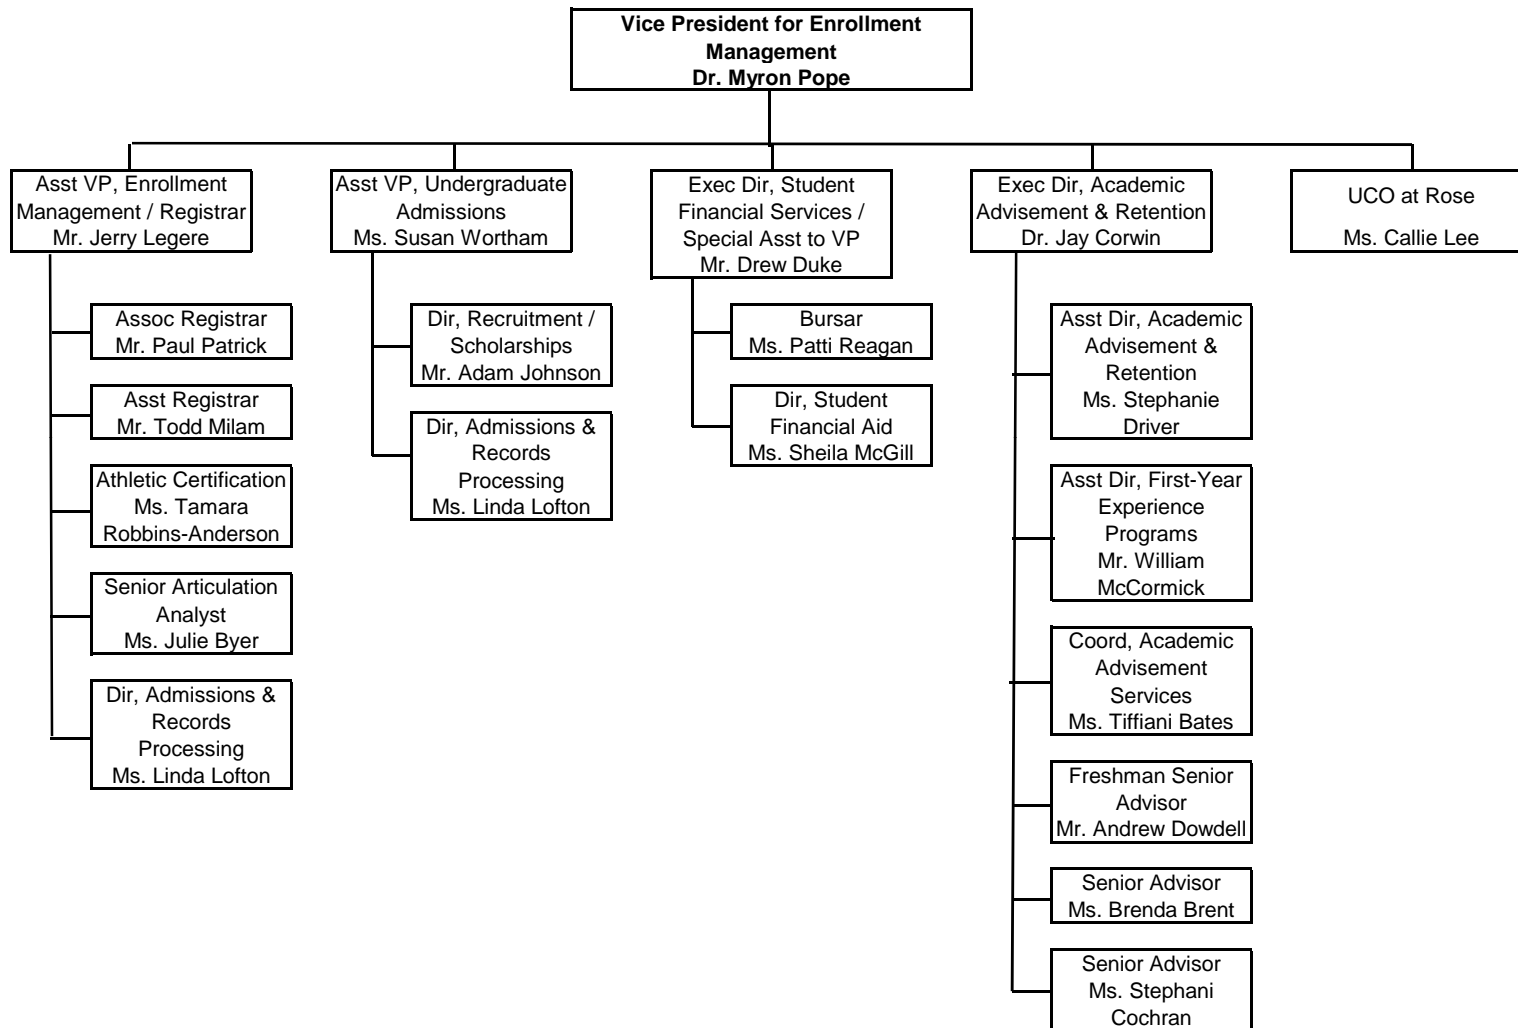 Vice President for Enrollment
Management
Dr. Myron Pope
Asst VP, Enrollment
Management / Registrar
Mr. Jerry Legere
Asst VP, Undergraduate
Admissions
Ms. Susan Wortham
Exec Dir, Student
Financial Services /
Special Asst to VP
Mr. Drew Duke
Exec Dir, Academic
Advisement & Retention
Dr. Jay Corwin
UCO at Rose
Ms. Callie Lee
Assoc Registrar
Mr. Paul Patrick
Asst Registrar
Mr. Todd Milam
Athletic Certification
Ms. Tamara
Robbins-Anderson
Senior Articulation
Analyst
Ms. Julie Byer
Dir, Admissions &
Records
Processing
Ms. Linda Lofton
Dir, Recruitment /
Scholarships
Mr. Adam Johnson
Dir, Admissions &
Records
Processing
Ms. Linda Lofton
Bursar
Ms. Patti Reagan
Dir, Student
Financial Aid
Ms. Sheila McGill
Asst Dir, Academic
Advisement &
Retention
Ms. Stephanie
Driver
Asst Dir, First-Year
Experience
Programs
Mr. William
McCormick
Coord, Academic
Advisement
Services
Ms. Tiffiani Bates
Freshman Senior
Advisor
Mr. Andrew Dowdell
Senior Advisor
Ms. Brenda Brent
Senior Advisor
Ms. Stephani
Cochran